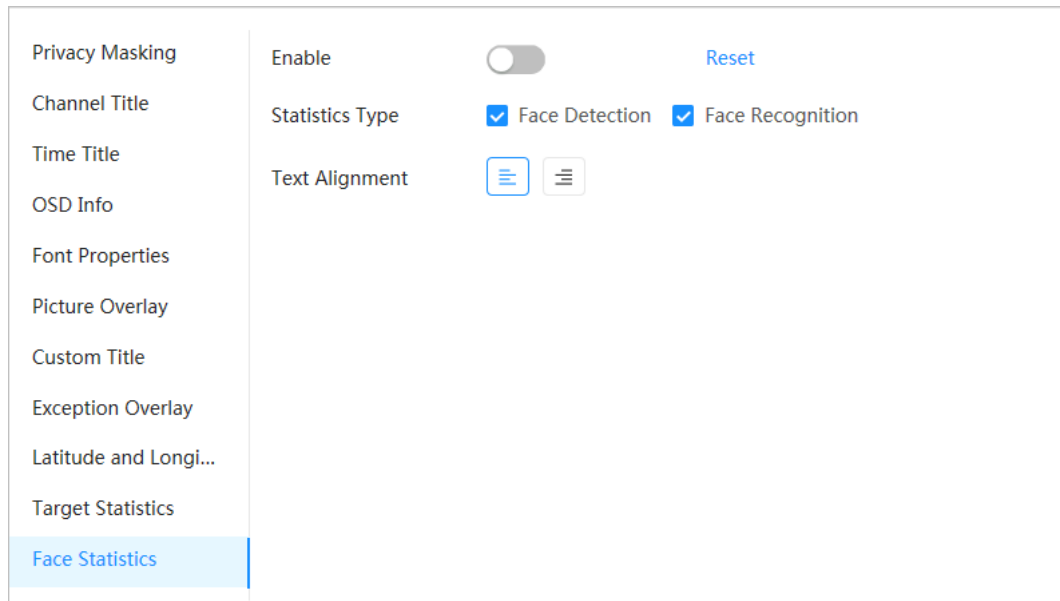 Privacy Masking
Channel Title
Time Title
OSD Info
Font Properties
Picture Overlay
Custom Title
Exception Overlay
Latitude and Longi...
Target Statistics
Face Statistics
Enable Reset
Statistics Type Face Detection Face Recognition
Text Alignment